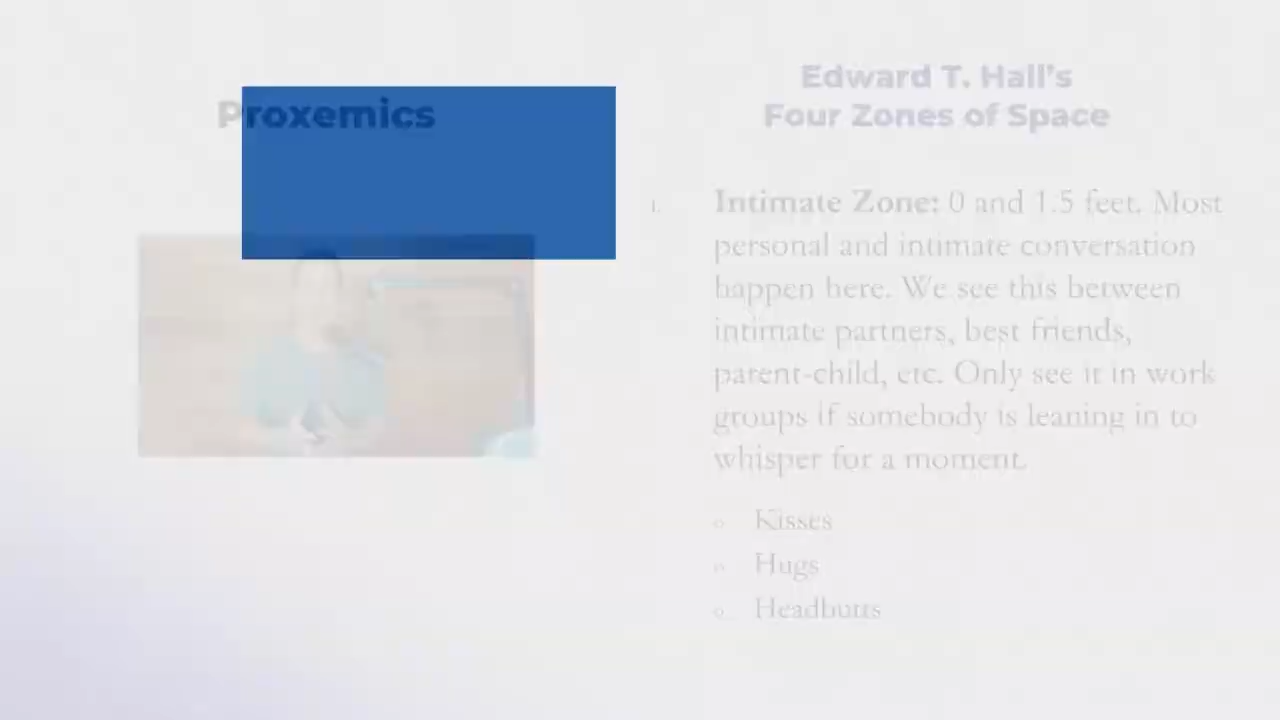 Proxemics
Edward T. Hall's
Four Zones of Space
1. Intimate Zone: 0 and 1.5 feet. Most
personal and intimate conversation
happen here. We see this between
intimate partners, best friends,
parent-child, etc. Only see it in work
groups if somebody is leaning in to
whisper for a moment.
o Kisses
o Hugs
o Headbutts